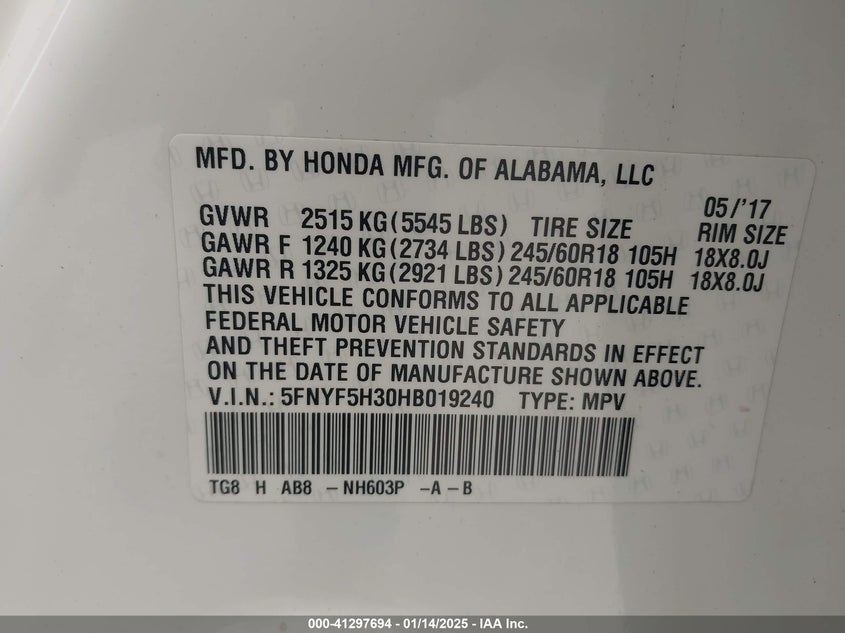 MFD. BY HONDA MFG. OF ALABAMA, LLC
05/'17
GVWR 2515 KG (5545 LBS) TIRE SIZE RIM SIZE
GAWR F 1240 KG (2734 LBS) 245/60R18 105H 18X8.0J
GAWR R 1325 KG (2921 LBS) 245/60R18 105H 18X8.0J
THIS VEHICLE CONFORMS TO ALL APPLICABLE
FEDERAL MOTOR VEHICLE SAFETY
AND THEFT PREVENTION STANDARDS IN EFFECT
ON THE DATE OF MANUFACTURE SHOWN ABOVE.
V.I.N.: 5FNYF5H30HB019240 TYPE: MPV
TG8 H AB8 -NH603P -A-B
000-41297694 - 01/14/2025 - IAA Inc.